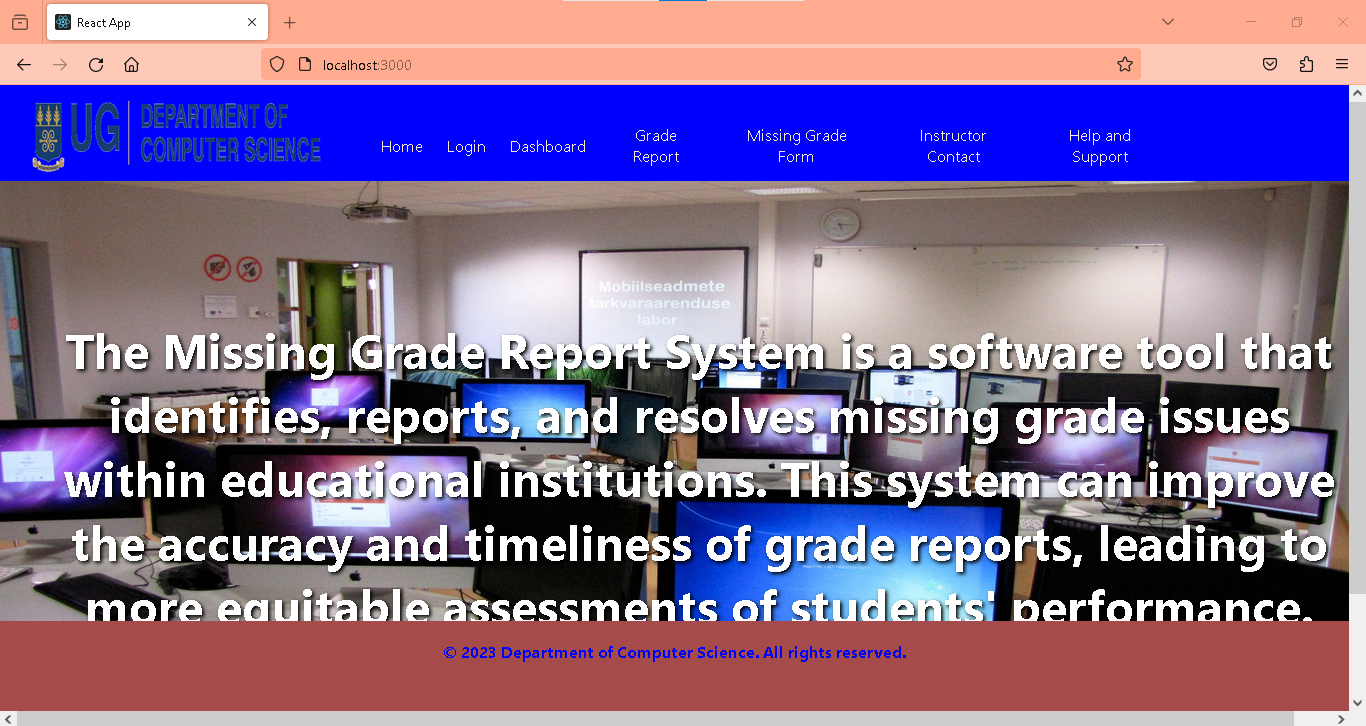 React App
localhost:3000
UG
DEPARTMENT OF
COMPUTER SCIENCE
Home
Login
Dashboard
Grade
Report
Missing Grade
Form
Instructor
Contact
Help and
Support
Mobiilseadmete
tarkvaraarenduse
labor
The Missing Grade Report System is a software tool that
identifies, reports, and resolves missing grade issues
within educational institutions. This system can improve
the accuracy and timeliness of grade reports, leading to
more equitable assessments of students' performance.
© 2023 Department of Computer Science. All rights reserved.